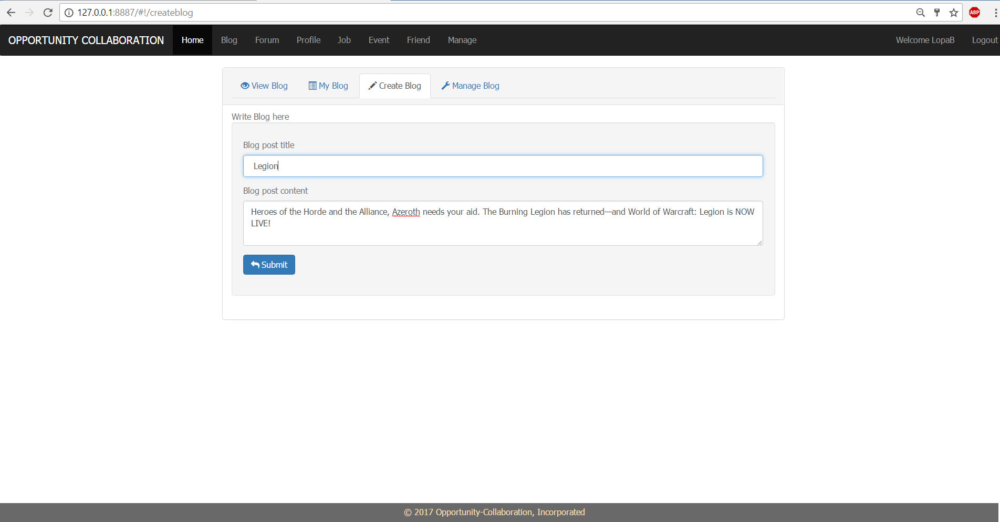 127.0.0.1:8887/#!/createblog
ABP
OPPORTUNITY COLLABORATION Home Blog Forum Profile Job Event Friend Manage Welcome LopaB Logout
View Blog My Blog Create Blog Manage Blog
Write Blog here
Blog post title
Legion
Blog post content
Heroes of the Horde and the Alliance, Azeroth needs your aid. The Burning Legion has returned—and World of Warcraft: Legion is NOW
LIVE!
Submit
© 2017 Opportunity-Collaboration, Incorporated